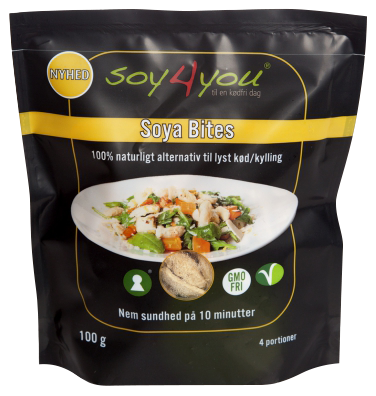 NYHED
soy4you®
til en kødfri dag
Soya Bites
100% naturligt alternativ til lyst kød/kylling
GMO
FRI
Nem sundhed på 10 minutter
100 g
4 portioner